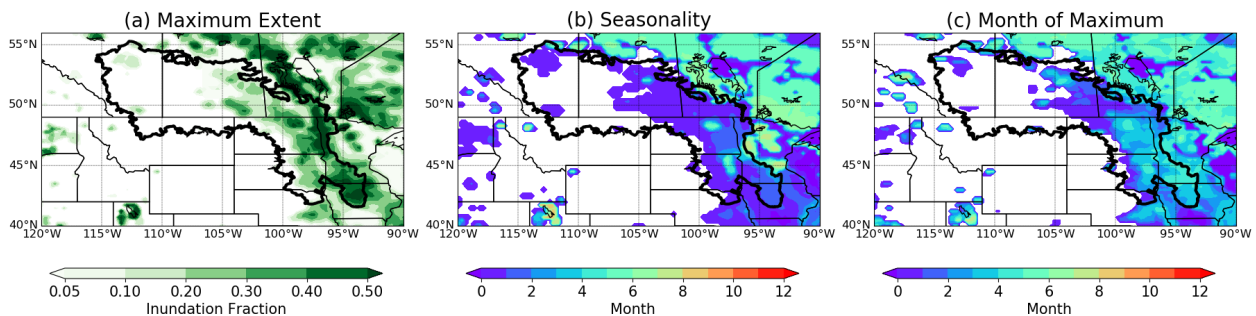 (a) Maximum Extent
55°N
50°N
45°N
40°N
120°W 115°W 110°W 105°W 100°W 95°W 90°W
0.05 0.10 0.20 0.30 0.40 0.50
Inundation Fraction
(b) Seasonality
55°N
50°N
45°N
40°N
120°W 115°W 110°W 105°W 100°W 95°W 90°W
0 2 4 6 8 10 12
Month
(c) Month of Maximum
55°N
50°N
45°N
40°N
120°W 115°W 110°W 105°W 100°W 95°W 90°W
0 2 4 6 8 10 12
Month